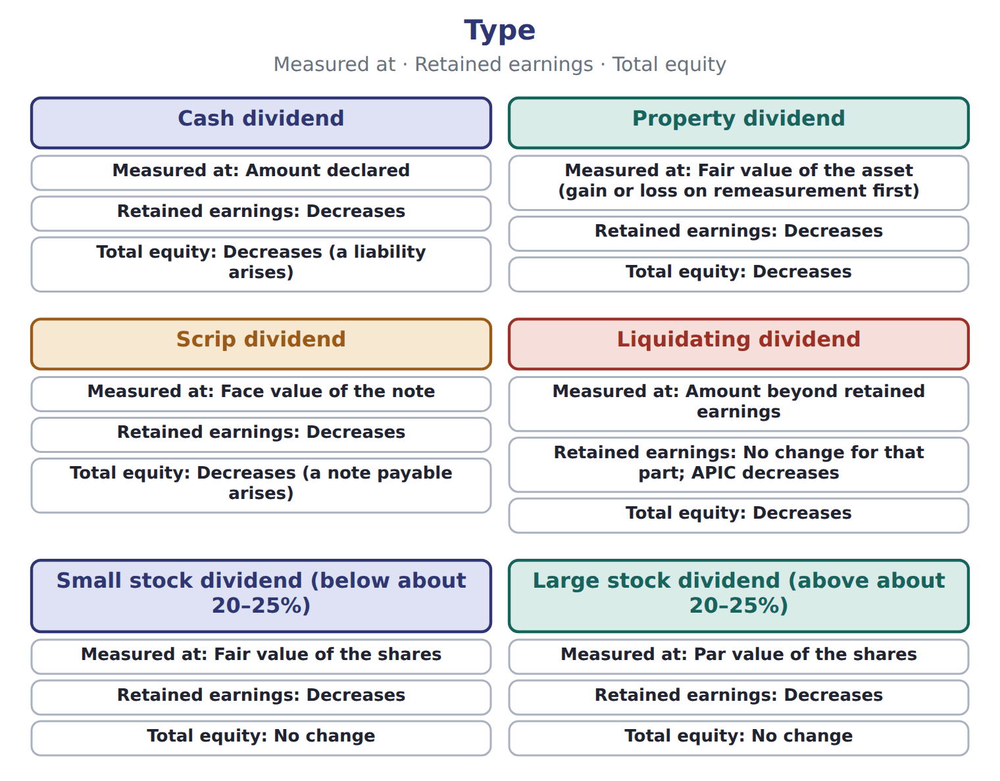 Type
Measured at · Retained earnings · Total equity
Cash dividend
Measured at: Amount declared
Retained earnings: Decreases
Total equity: Decreases (a liability
arises)
Property dividend
Measured at: Fair value of the asset
(gain or loss on remeasurement first)
Retained earnings: Decreases
Total equity: Decreases
Scrip dividend
Measured at: Face value of the note
Retained earnings: Decreases
Total equity: Decreases (a note payable
arises)
Liquidating dividend
Measured at: Amount beyond retained
earnings
Retained earnings: No change for that
part; APIC decreases
Total equity: Decreases
Small stock dividend (below about
20–25%)
Measured at: Fair value of the shares
Retained earnings: Decreases
Total equity: No change
Large stock dividend (above about
20–25%)
Measured at: Par value of the shares
Retained earnings: Decreases
Total equity: No change